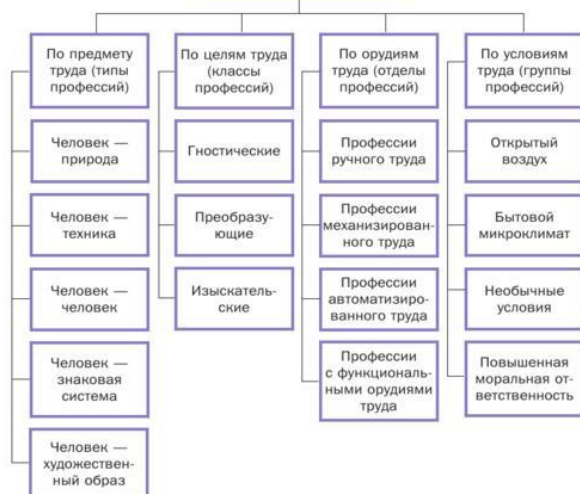 По предмету
труда (типы
профессий)
Человек —
природа
Человек —
техника
Человек —
человек
Человек —
знаковая
система
Человек —
художествен-
ный образ
По целям труда
(классы
профессий)
Гностические
Преобразу-
ющие
Изыскатель-
ские
По орудиям
труда (отделы
профессий)
Профессии
ручного труда
Профессии
механизирован-
ного труда
Профессии
автоматизиро-
ванного труда
Профессии
с функциональ-
ными орудиями
труда
По условиям
труда (группы
профессий)
Открытый
воздух
Бытовой
микроклимат
Необычные
условия
Повышенная
моральная от-
ветственность